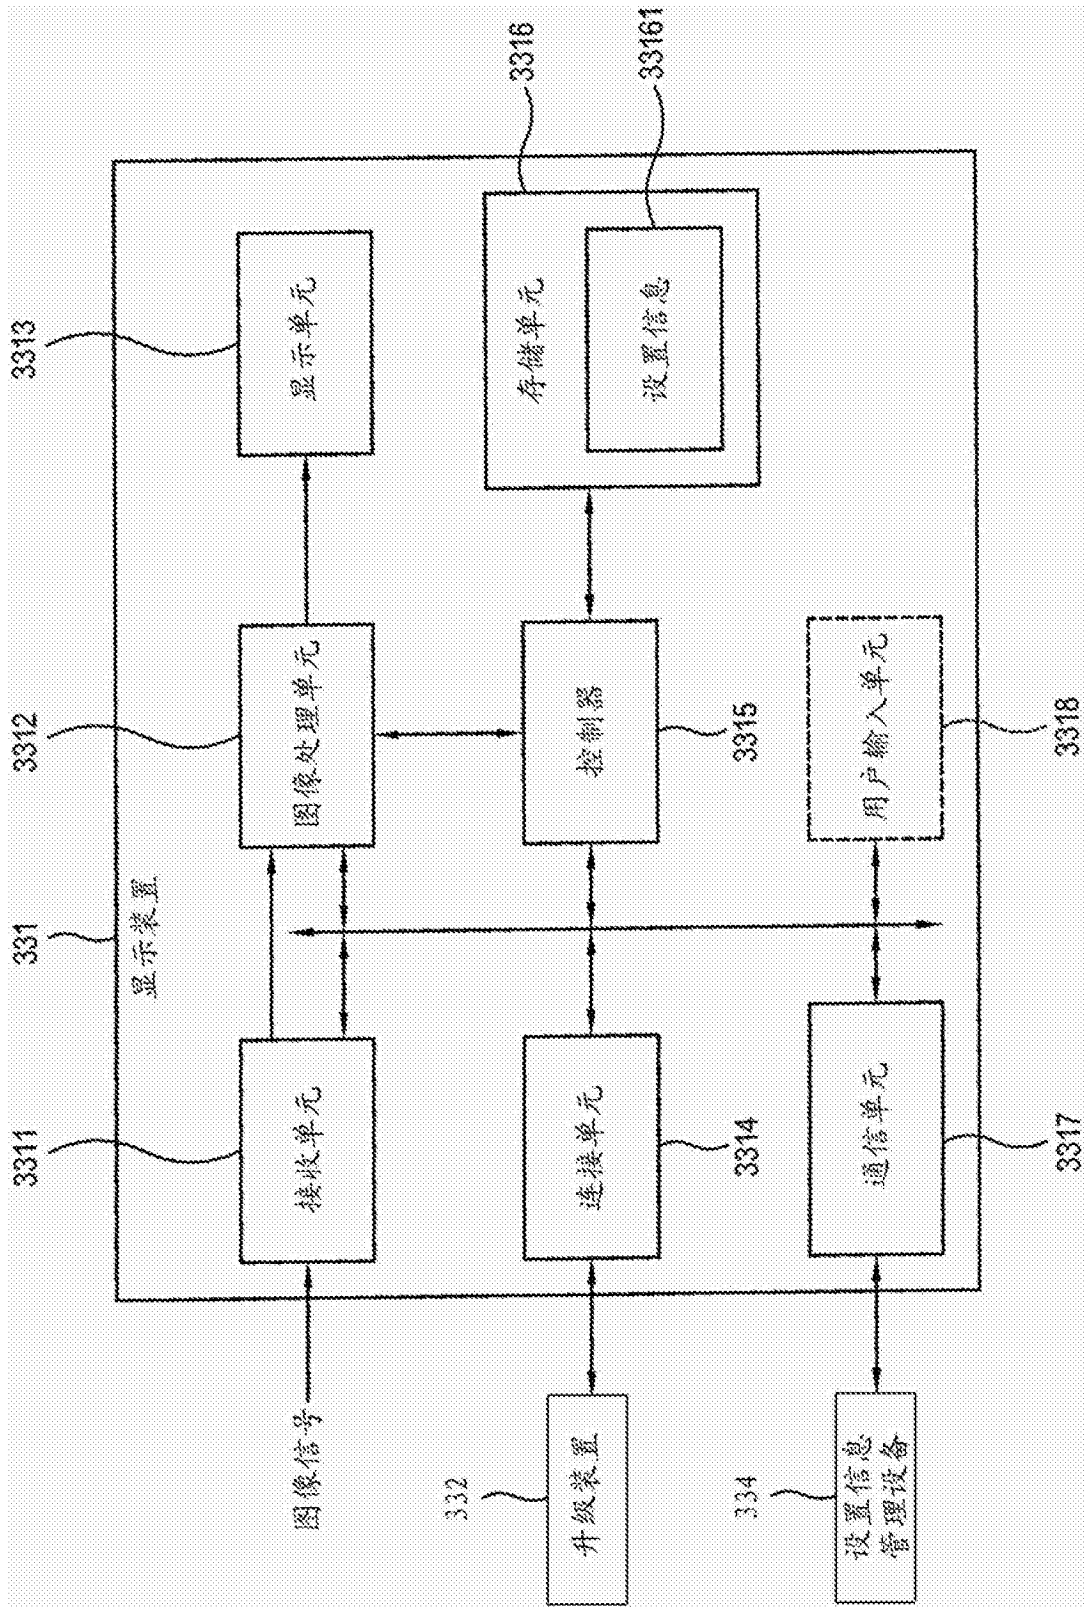 331
显示装置
3311
接收单元
3312
图像处理单元
3313
显示单元
图像信号
332
升级装置
连接单元
3314
控制器
3315
存储单元
3316
设置信息
33161
334
设置信息
管理设备
通信单元
3317
用户输入单元
3318